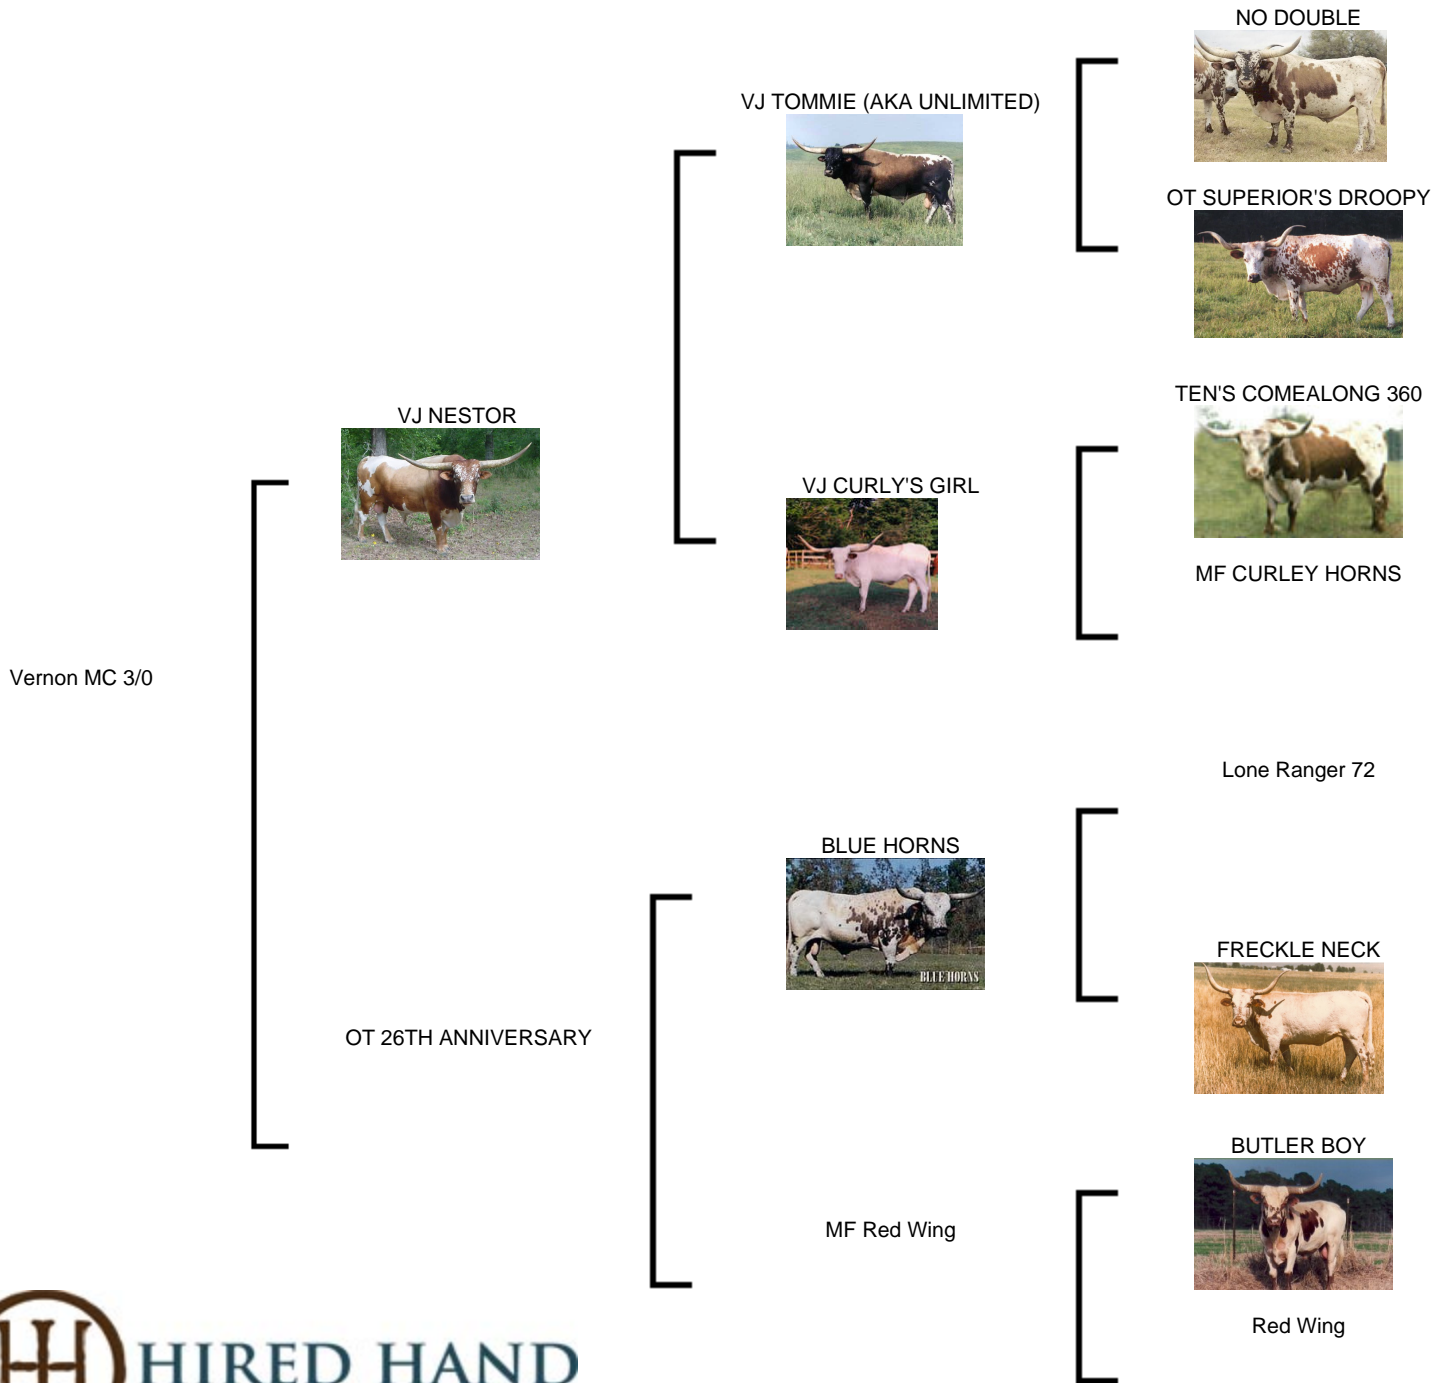 NO DOUBLE
VJ TOMMIE (AKA UNLIMITED)
OT SUPERIOR'S DROOPY
TEN'S COMEALONG 360
VJ NESTOR
VJ CURLY'S GIRL
MF CURLEY HORNS
Vernon MC 3/0
Lone Ranger 72
BLUE HORNS
BLUE HORNS
FRECKLE NECK
OT 26TH ANNIVERSARY
BUTLER BOY
MF Red Wing
Red Wing
HIRED HAND